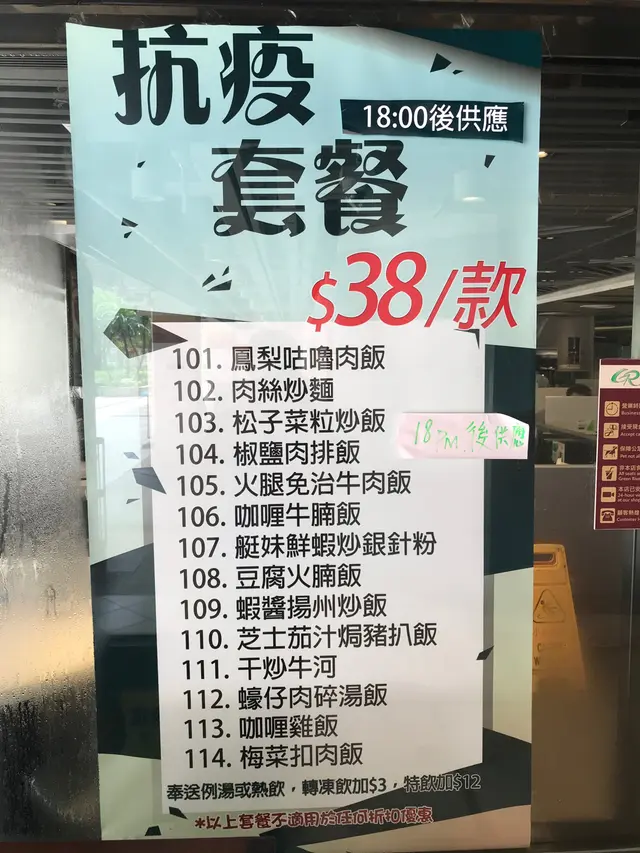 抗疫
18:00後供應
套餐
$38/款
101. 鳳梨咕嚕肉飯
102. 肉絲炒麵
103. 松子菜粒炒飯
104. 椒鹽肉排飯
105. 火腿免治牛肉飯
106. 咖喱牛腩飯
107. 艇妹鮮蝦炒銀針粉
108. 豆腐火腩飯
109. 蝦醬揚州炒飯
110. 芝士茄汁焗豬扒飯
111. 干炒牛河
112. 蠔仔肉碎湯飯
113. 咖喱雞飯
114. 梅菜扣肉飯
奉送例湯或熱飲，轉凍飲加$3，特飲加$12
*以上套餐不適用於任何折扣優惠
後供應